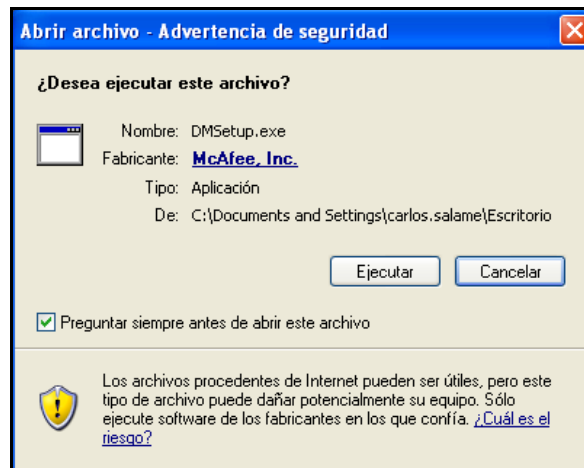 Abrir archivo - Advertencia de seguridad
¿Desea ejecutar este archivo?
Nombre: DMSetup.exe
Fabricante: McAfee, Inc.
Tipo: Aplicación
De: C:\Documents and Settings\carlos.salame\Escritorio
Ejecutar Cancelar
Preguntar siempre antes de abrir este archivo
Los archivos procedentes de Internet pueden ser útiles, pero este
tipo de archivo puede dañar potencialmente su equipo. Sólo
ejecute software de los fabricantes en los que confía. ¿Cuál es el
riesgo?